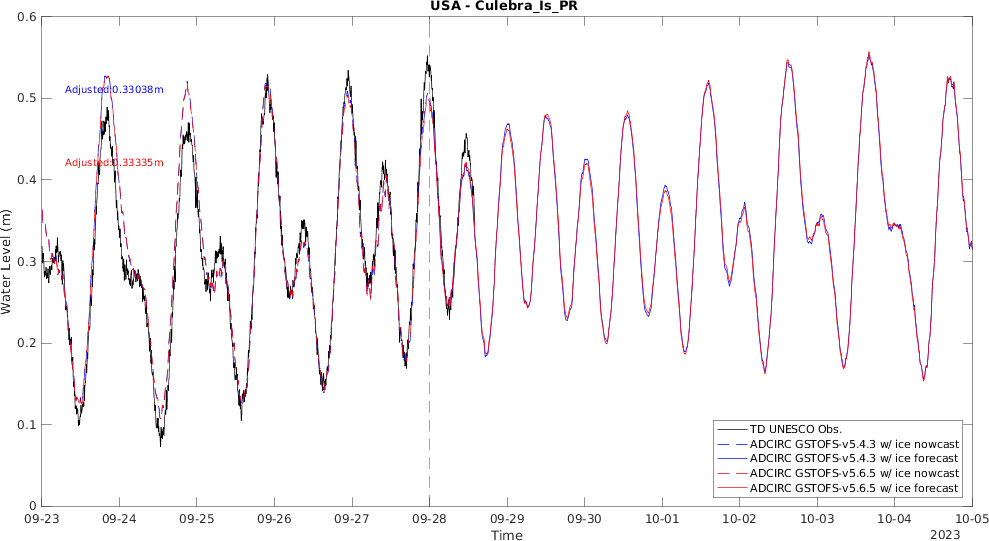 USA - Culebra_Is_PR
0.6
0.5
0.4
0.3
0.2
0.1
0
Water Level (m)
Adjusted:0.33038m
Adjusted:0.33335m
TD UNESCO Obs.
ADCIRC GSTOFS-v5.4.3 w/ ice nowcast
ADCIRC GSTOFS-v5.4.3 w/ ice forecast
ADCIRC GSTOFS-v5.6.5 w/ ice nowcast
ADCIRC GSTOFS-v5.6.5 w/ ice forecast
09-23 09-24 09-25 09-26 09-27 09-28 09-29 09-30 10-01 10-02 10-03 10-04 10-05
Time
2023